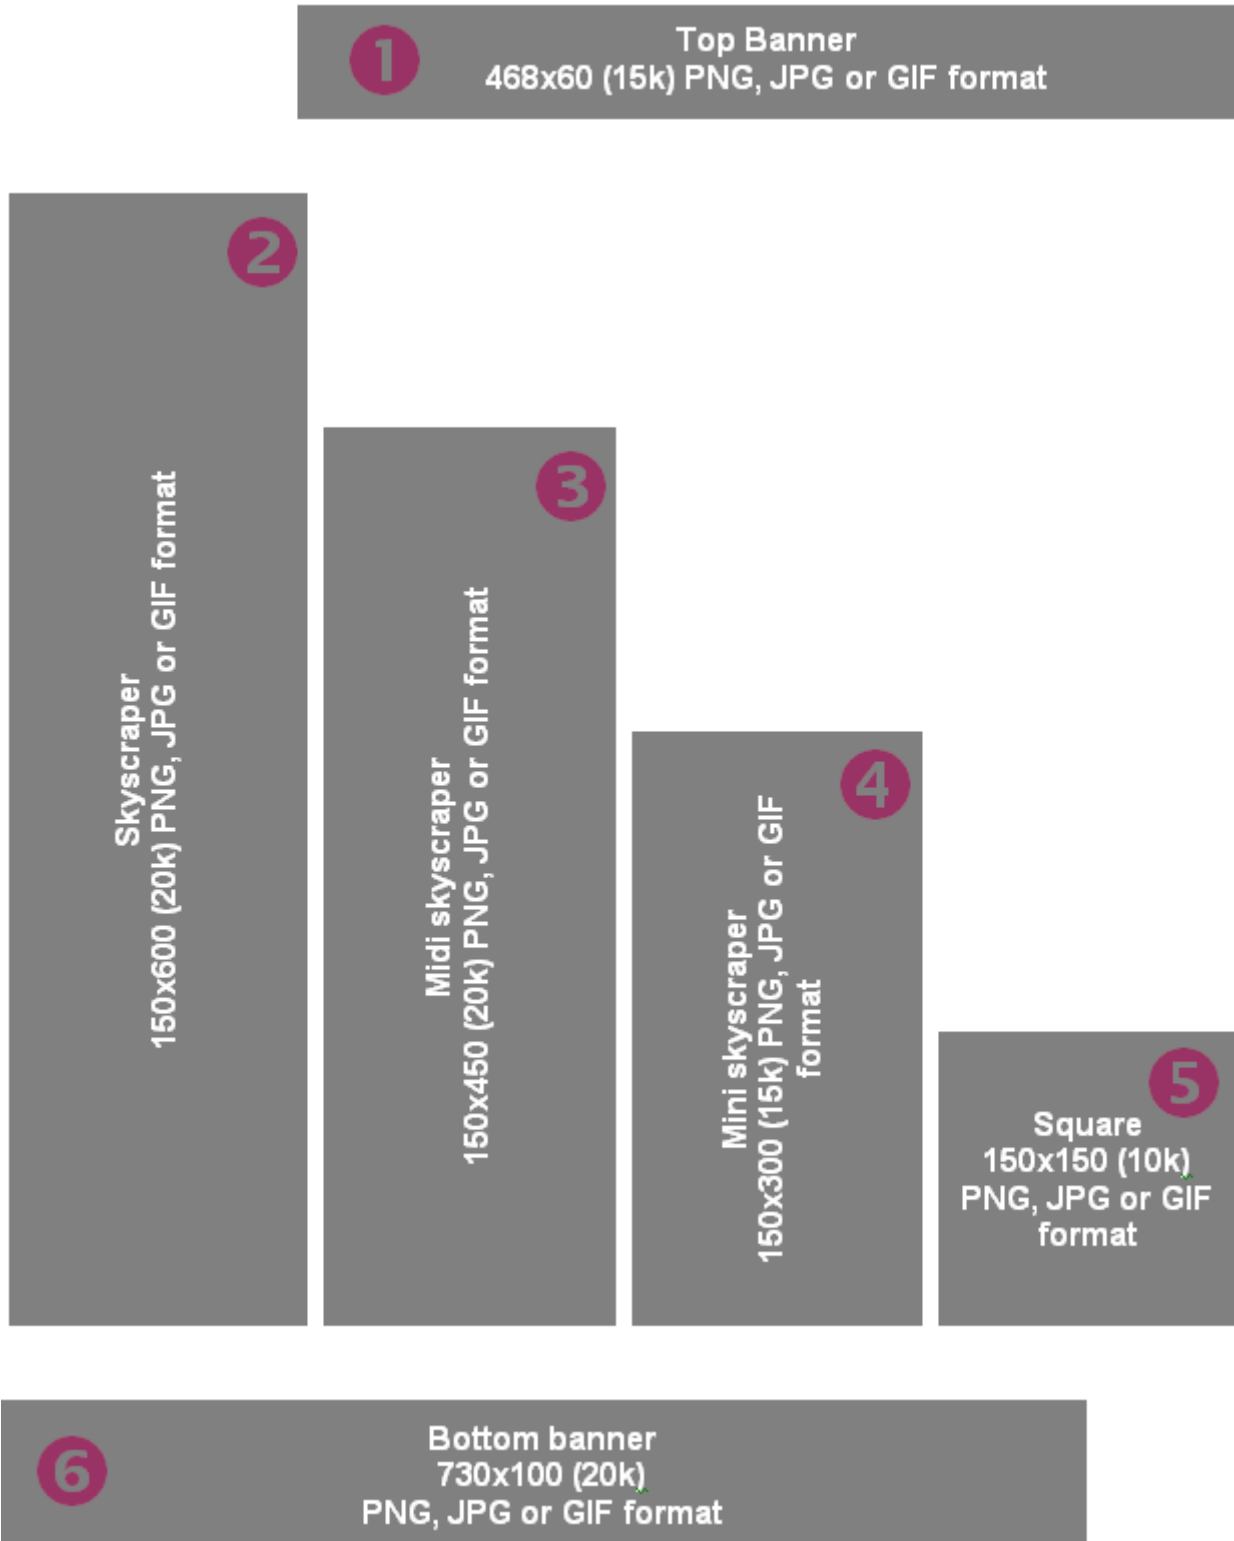 1
Top Banner
468x60 (15k) PNG, JPG or GIF format
2
Skyscraper
150x600 (20k) PNG, JPG or GIF format
3
Midi skyscraper
150x450 (20k) PNG, JPG or GIF format
4
Mini skyscraper
150x300 (15k) PNG, JPG or GIF
format
5
Square
150x150 (10k)
PNG, JPG or GIF
format
6
Bottom banner
730x100 (20k)
PNG, JPG or GIF format